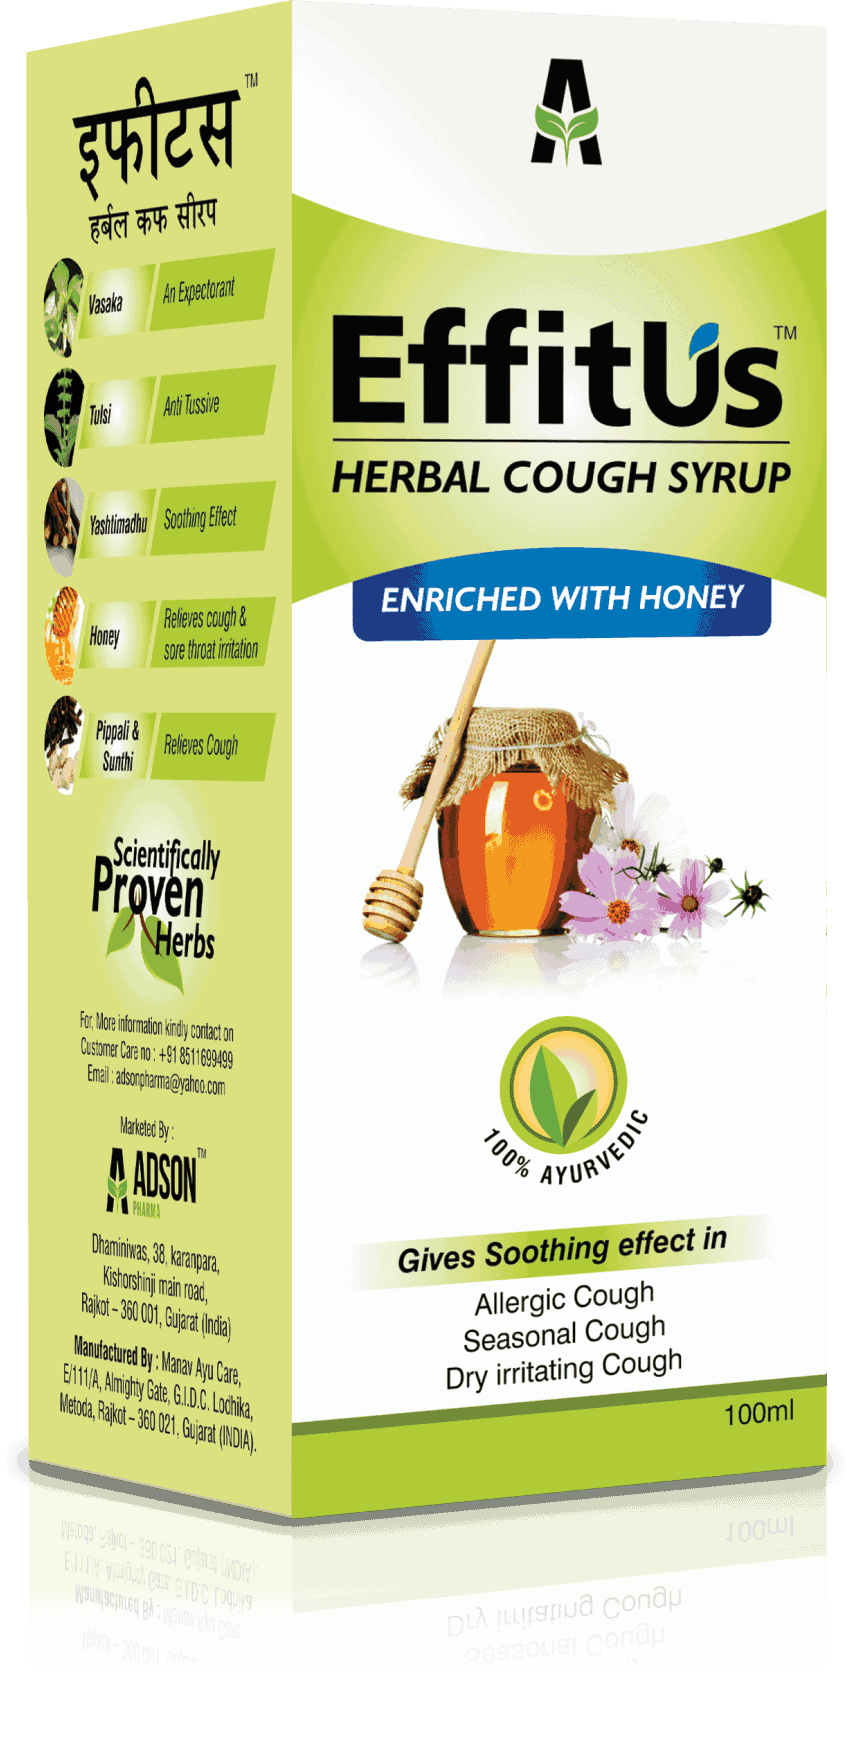 इफीटस TM
हर्बल कफ सीरप
Vasaka
An Expectorant
Tulsi
Anti Tussive
Yashtimadhu
Soothing Effect
Honey
Relieves cough &
sore throat irritation
Pippali &
Sunthi
Relieves Cough
Scientifically
Proven
Herbs
For, More information kindly contact on
Customer Care no : +91 8511699499
Email : adsonpharma@yahoo.com
Marketed By :
ADSON TM
PHARMA
Dhaminiwas, 38, karanpara,
Kishorshinji main road,
Rajkot – 360 001, Gujarat (India)
Manufactured By : Manav Ayu Care,
E/111/A, Almighty Gate, G.I.D.C. Lodhika,
Metoda, Rajkot – 360 021, Gujarat (INDIA).
A
EffitUs TM
HERBAL COUGH SYRUP
ENRICHED WITH HONEY
100% AYURVEDIC
Gives Soothing effect in
Allergic Cough
Seasonal Cough
Dry irritating Cough
100ml